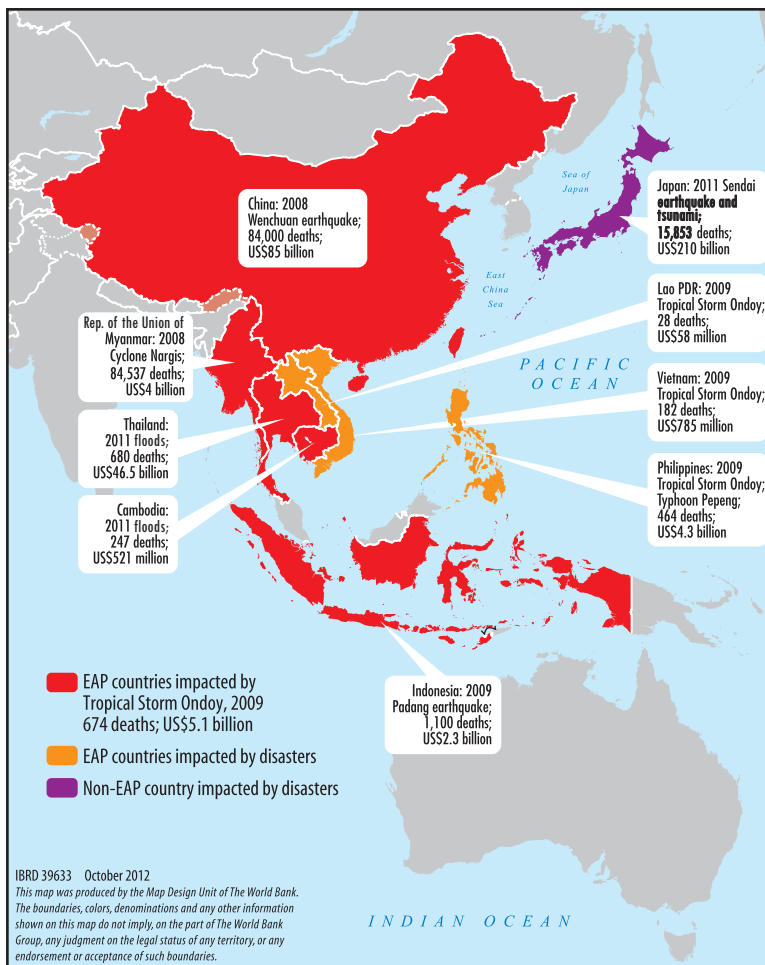 Sea of
Japan
Japan: 2011 Sendai
earthquake and
tsunami;
15,853 deaths;
US$210 billion
China: 2008
Wenchuan earthquake;
84,000 deaths;
US$85 billion
East
China
Sea
Lao PDR: 2009
Tropical Storm Ondoy;
28 deaths;
US$58 million
Rep. of the Union of
Myanmar: 2008
Cyclone Nargis;
84,537 deaths;
US$4 billion
PACIFIC
OCEAN
Vietnam: 2009
Tropical Storm Ondoy;
182 deaths;
US$785 million
Thailand:
2011 floods;
680 deaths;
US$46.5 billion
Philippines: 2009
Tropical Storm Ondoy;
Typhoon Pepeng;
464 deaths;
US$4.3 billion
Cambodia:
2011 floods;
247 deaths;
US$521 million
Indonesia: 2009
Padang earthquake;
1,100 deaths;
US$2.3 billion
EAP countries impacted by
Tropical Storm Ondoy, 2009
674 deaths; US$5.1 billion
EAP countries impacted by disasters
Non-EAP country impacted by disasters
IBRD 39633 October 2012
This map was produced by the Map Design Unit of The World Bank.
The boundaries, colors, denominations and any other information
shown on this map do not imply, on the part of The World Bank
Group, any judgment on the legal status of any territory, or any
endorsement or acceptance of such boundaries.
INDIAN OCEAN